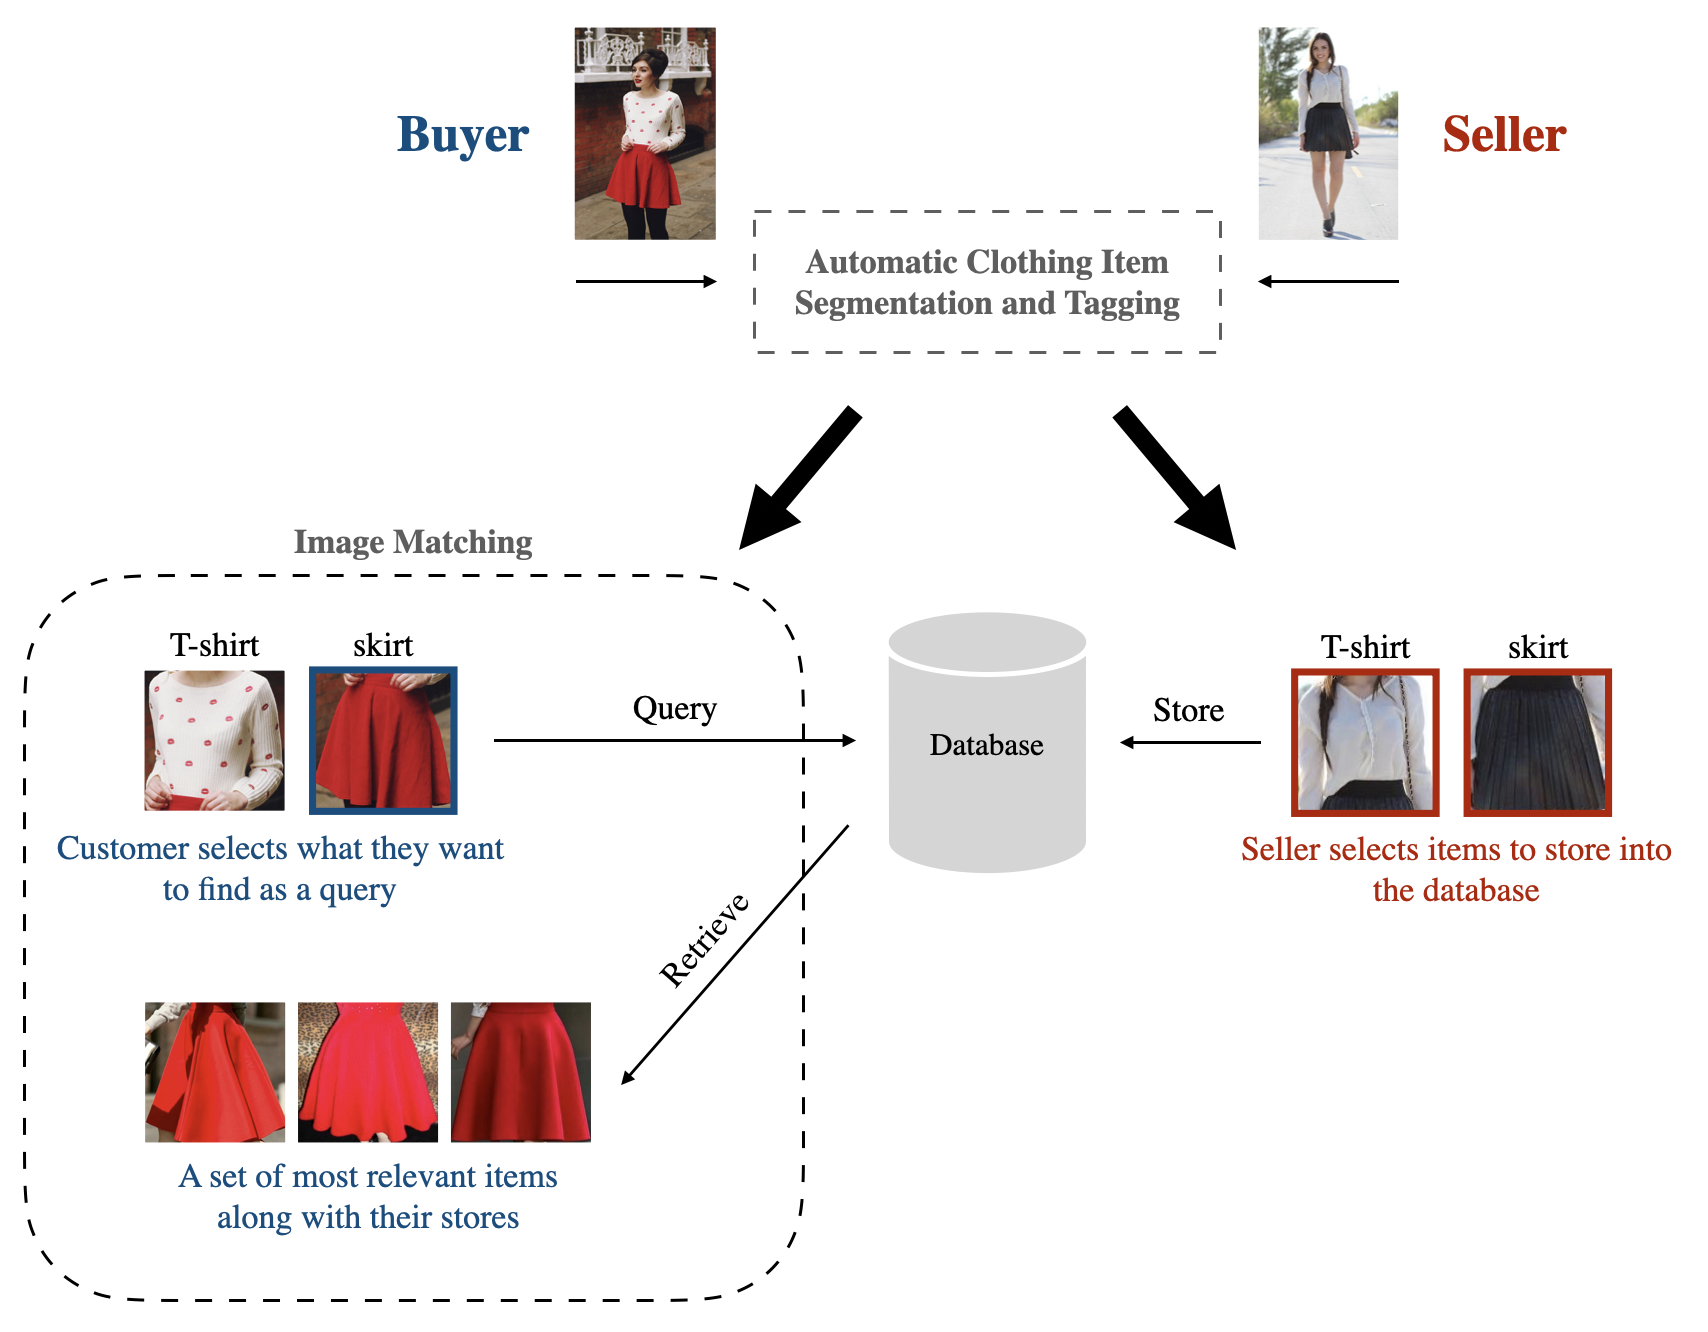 Buyer
Seller
Automatic Clothing Item
Segmentation and Tagging
Image Matching
T-shirt
skirt
Query
Database
Store
T-shirt
skirt
Customer selects what they want
to find as a query
Seller selects items to store into
the database
Retrieve
A set of most relevant items
along with their stores